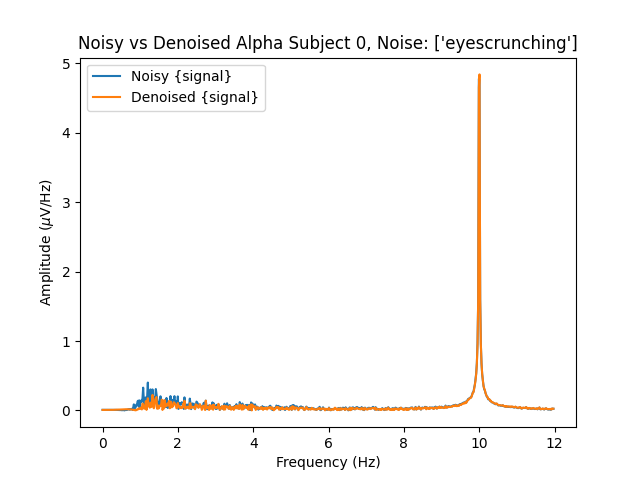 Noisy vs Denoised Alpha Subject 0, Noise: ['eyescrunching']
Noisy {signal}
Denoised {signal}
5
4
3
2
1
0
Amplitude (μV/Hz)
0 2 4 6 8 10 12
Frequency (Hz)